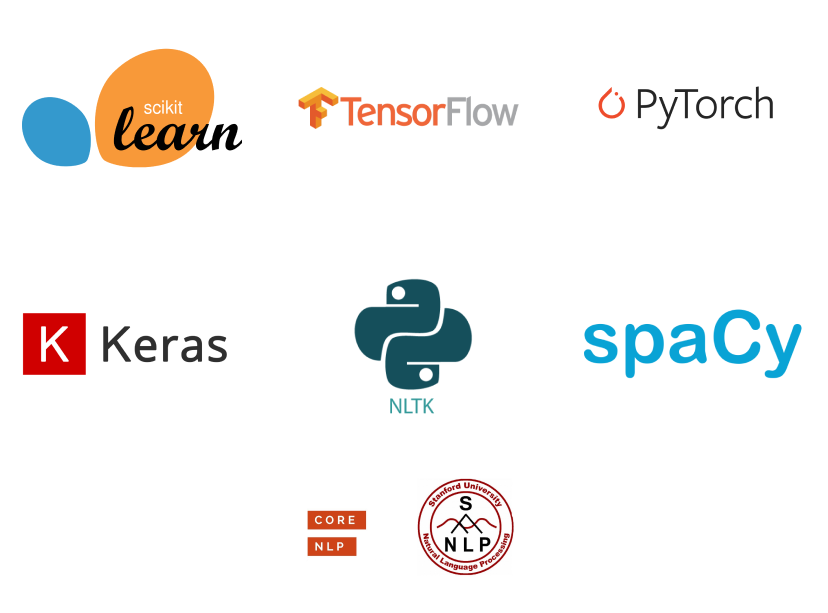 scikit
learn
TensorFlow
PyTorch
K Keras
NLTK
spaCy
CORE
NLP
Stanford University
S
NLP
Natural Language Processing